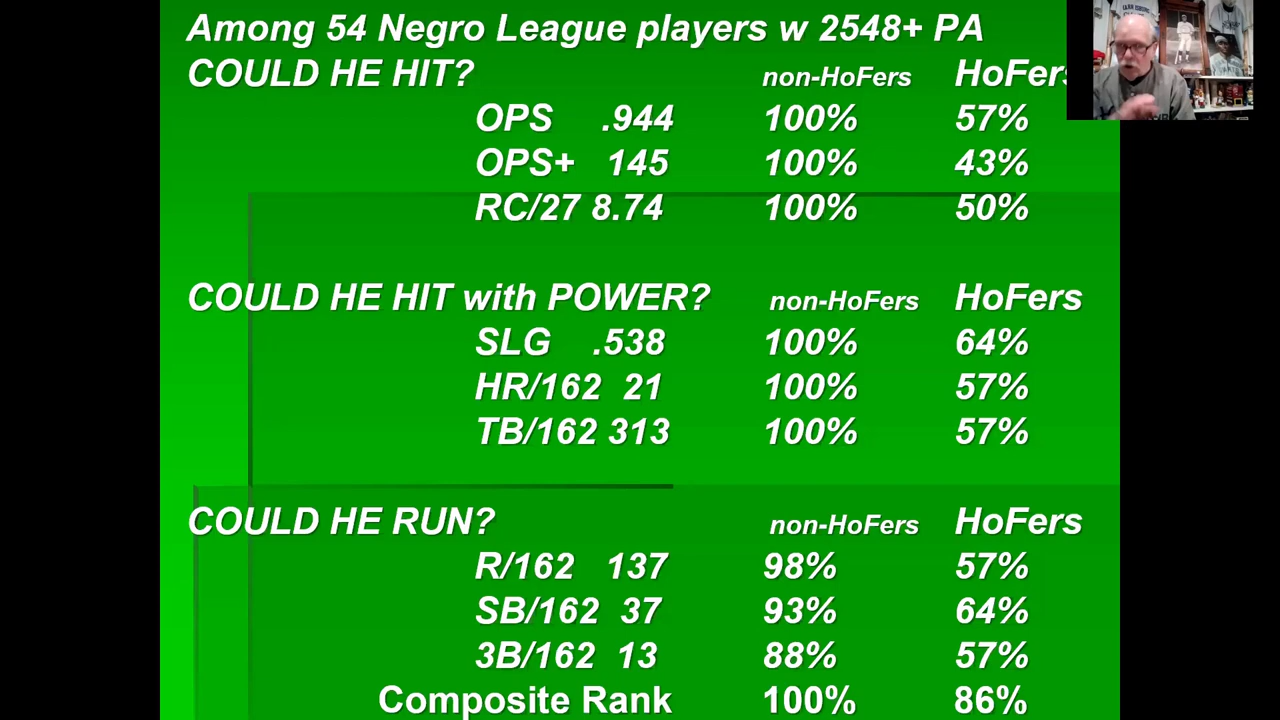 Among 54 Negro League players w 2548+ PA
COULD HE HIT? non-HoFers HoFers
OPS .944 100% 57%
OPS+ 145 100% 43%
RC/27 8.74 100% 50%
COULD HE HIT with POWER? non-HoFers HoFers
SLG .538 100% 64%
HR/162 21 100% 57%
TB/162 313 100% 57%
COULD HE RUN? non-HoFers HoFers
R/162 137 98% 57%
SB/162 37 93% 64%
3B/162 13 88% 57%
Composite Rank 100% 86%